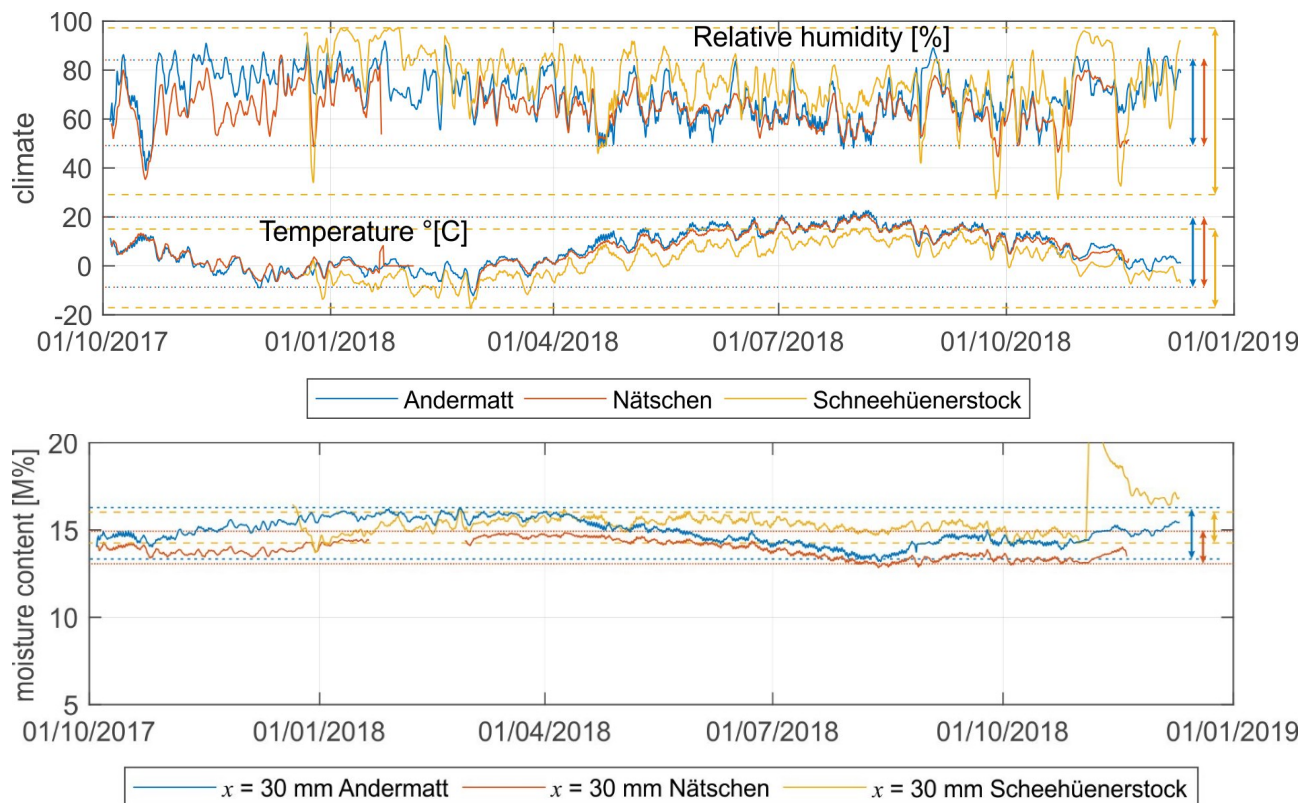 100
Relative humidity [%]
80
60
climate
40
20
Temperature °[C]
0
-20
01/10/2017 01/01/2018 01/04/2018 01/07/2018 01/10/2018 01/01/2019
Andermatt Nätschen Schneehüenerstock
20
15
moisture content [M%]
10
5
01/10/2017 01/01/2018 01/04/2018 01/07/2018 01/10/2018 01/01/2019
x = 30 mm Andermatt x = 30 mm Nätschen x = 30 mm Scheehüenerstock